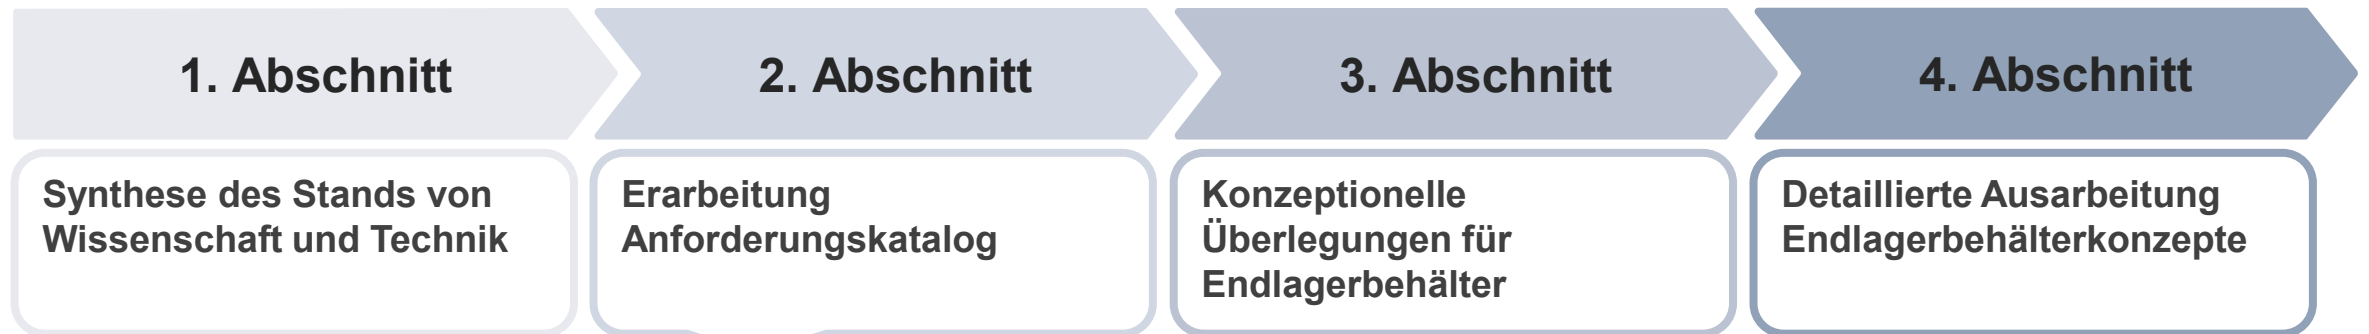 1. Abschnitt
2. Abschnitt
3. Abschnitt
4. Abschnitt
Synthese des Stands von
Wissenschaft und Technik
Erarbeitung
Anforderungskatalog
Konzeptionelle
Überlegungen für
Endlagerbehälter
Detaillierte Ausarbeitung
Endlagerbehälterkonzepte